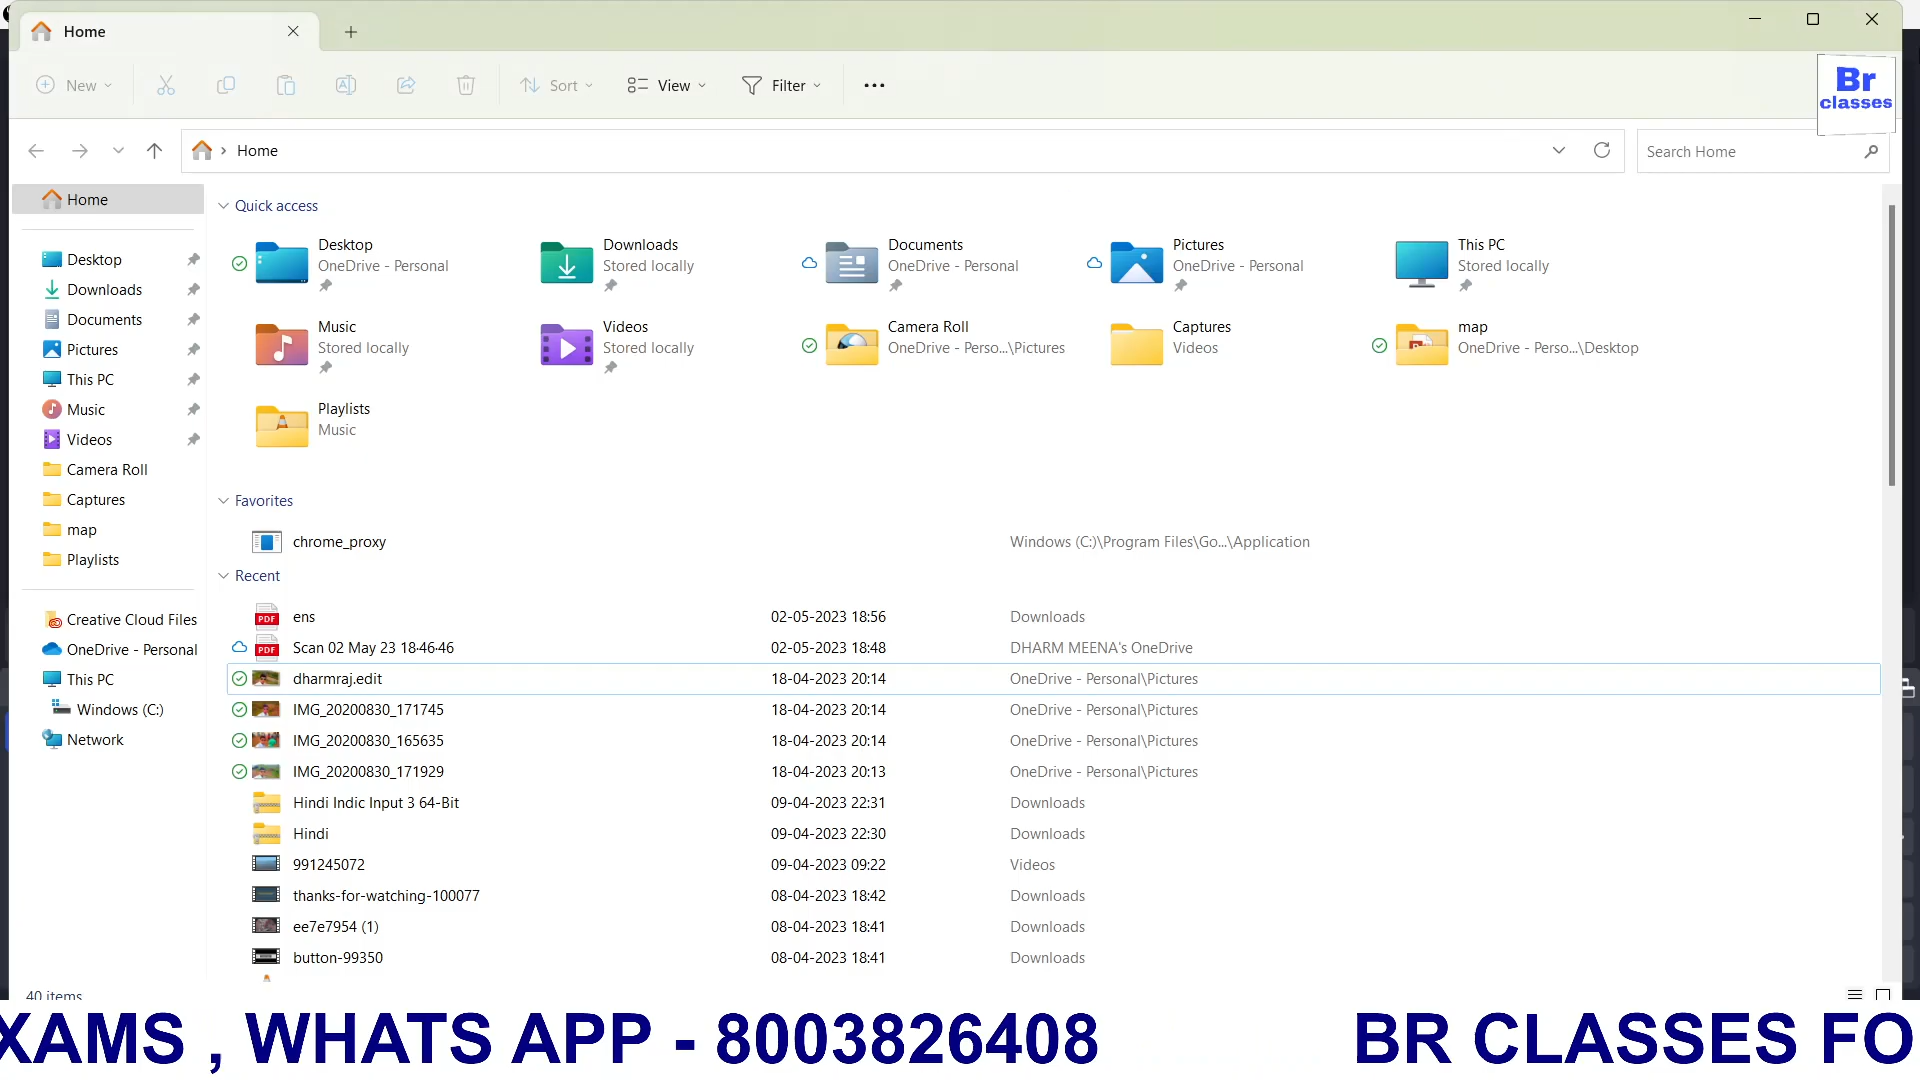 Home
New
Sort
View
Filter
Br
classes
Home
Search Home
Home
Desktop
Downloads
Documents
Pictures
This PC
Music
Videos
Camera Roll
Captures
map
Playlists
Creative Cloud Files
OneDrive - Personal
This PC
Windows (C:)
Network
Quick access
Desktop
OneDrive - Personal
Downloads
Stored locally
Documents
OneDrive - Personal
Pictures
OneDrive - Personal
This PC
Stored locally
Music
Stored locally
Videos
Stored locally
Camera Roll
OneDrive - Perso...\Pictures
Captures
Videos
map
OneDrive - Perso...\Desktop
Playlists
Music
Favorites
chrome_proxy Windows (C:)\Program Files\Go...\Application
Recent
ens 02-05-2023 18:56 Downloads
Scan 02 May 23 18·46·46 02-05-2023 18:48 DHARM MEENA's OneDrive
dharmraj.edit 18-04-2023 20:14 OneDrive - Personal\Pictures
IMG_20200830_171745 18-04-2023 20:14 OneDrive - Personal\Pictures
IMG_20200830_165635 18-04-2023 20:14 OneDrive - Personal\Pictures
IMG_20200830_171929 18-04-2023 20:13 OneDrive - Personal\Pictures
Hindi Indic Input 3 64-Bit 09-04-2023 22:31 Downloads
Hindi 09-04-2023 22:30 Downloads
991245072 09-04-2023 09:22 Videos
thanks-for-watching-100077 08-04-2023 18:42 Downloads
ee7e7954 (1) 08-04-2023 18:41 Downloads
button-99350 08-04-2023 18:41 Downloads
40 items
XAMS , WHATS APP - 8003826408 BR CLASSES FO